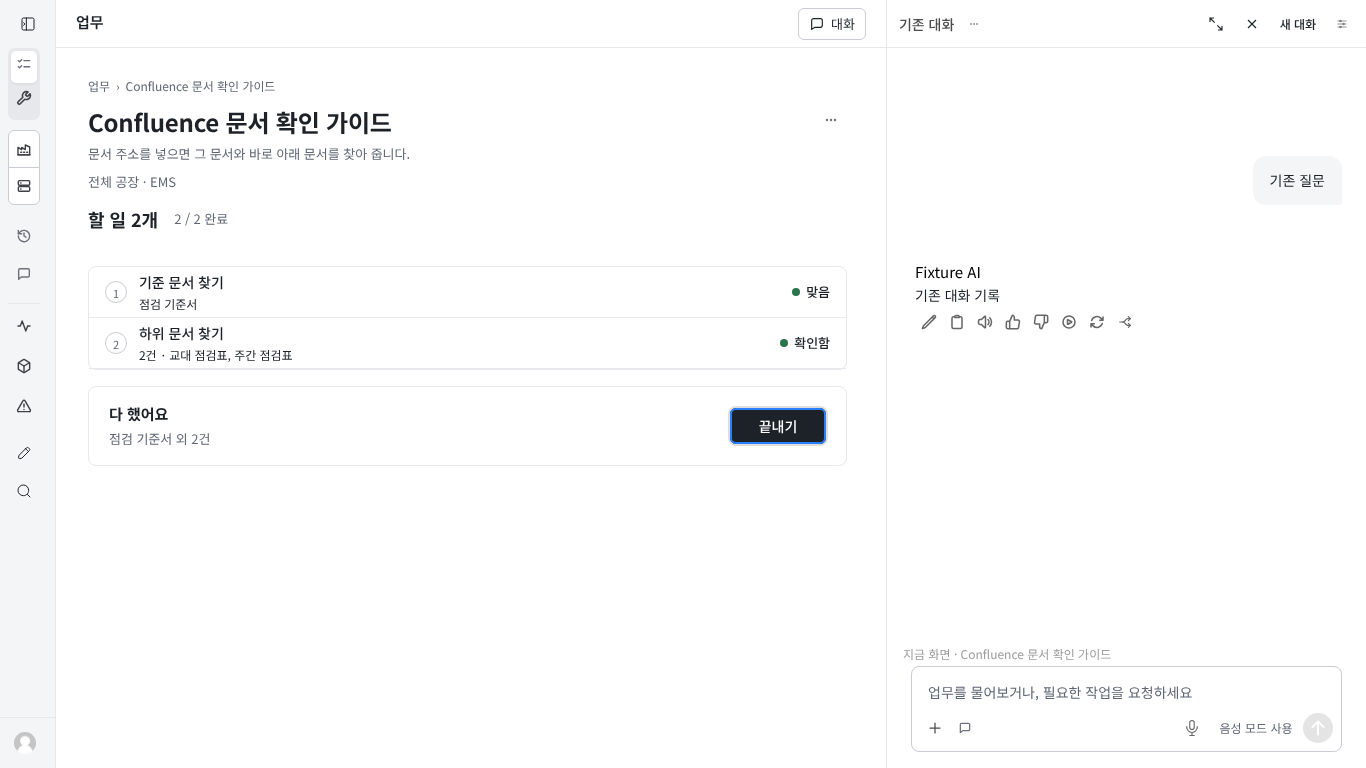 업무
대화
업무 › Confluence 문서 확인 가이드
Confluence 문서 확인 가이드
문서 주소를 넣으면 그 문서와 바로 아래 문서를 찾아 줍니다.
전체 공장 · EMS
할 일 2개 2 / 2 완료
1 기준 문서 찾기
점검 기준서
맞음
2 하위 문서 찾기
2건 · 교대 점검표, 주간 점검표
확인함
다 했어요
점검 기준서 외 2건
끝내기
기존 대화 ···
새 대화
기존 질문
Fixture AI
기존 대화 기록
지금 화면 · Confluence 문서 확인 가이드
업무를 물어보거나, 필요한 작업을 요청하세요
음성 모드 사용